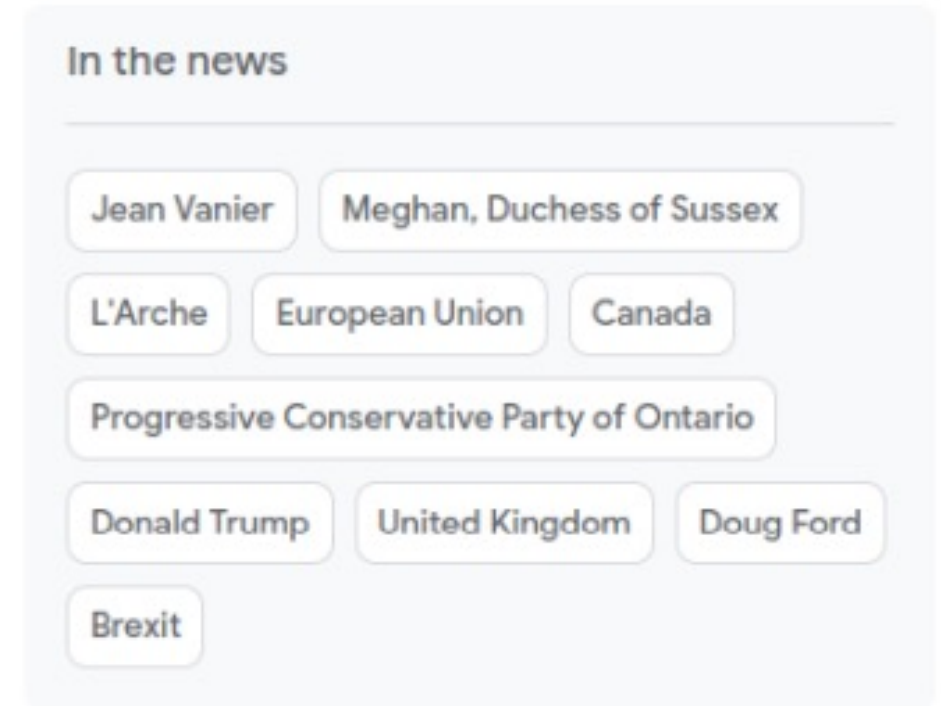 In the news
Jean Vanier Meghan, Duchess of Sussex
L'Arche European Union Canada
Progressive Conservative Party of Ontario
Donald Trump United Kingdom Doug Ford
Brexit